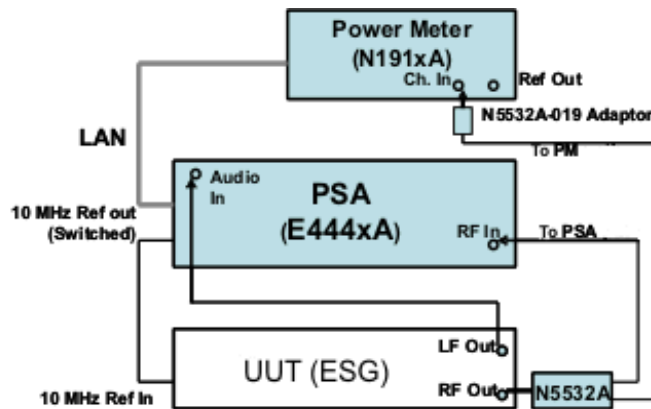 Power Meter
(N191xA)
Ch. In
Ref Out
N5532A-019 Adaptor
To PM
LAN
Audio
In
PSA
(E444xA)
RF In
10 MHz Ref out
(Switched)
To PSA
LF Out
UUT (ESG)
RF Out
N5532A
10 MHz Ref In